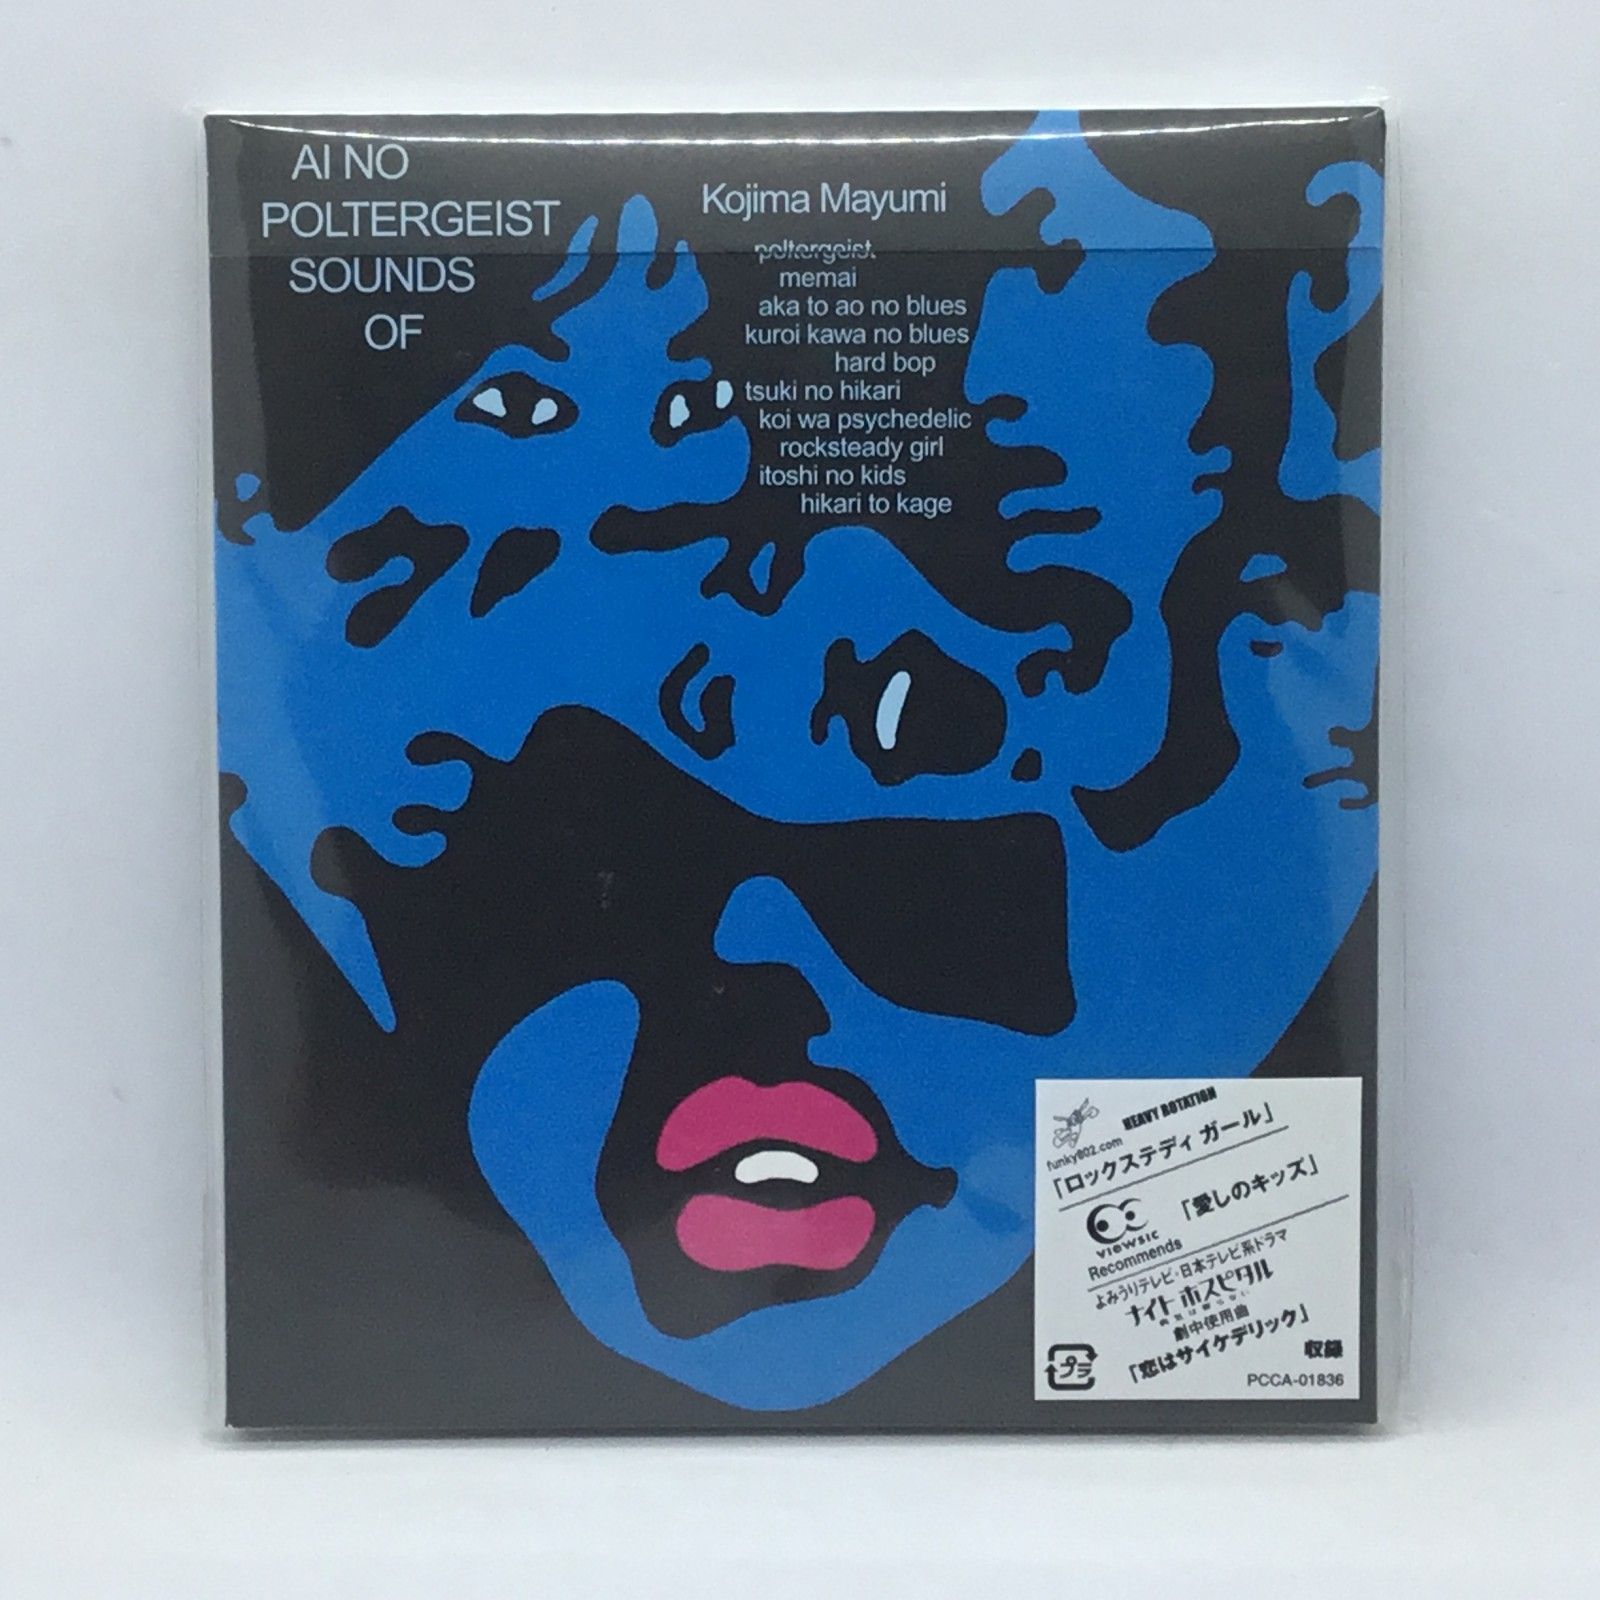 AI NO
POLTERGEIST
SOUNDS
OF
Kojima Mayumi
poltergeist
memai
aka to ao no blues
kuroi kawa no blues
hard bop
tsuki no hikari
koi wa psychedelic
rocksteady girl
itoshi no kids
hikari to kage
HEAVY ROTATION
funky802.com
「ロックステディ ガール」
「愛しのキッズ」
viewsic
Recommends
よみうりテレビ・日本テレビ系ドラマ
ナイトホスピタル
劇中使用曲
「恋はサイケデリック」
収録
プラ
PCCA-01836